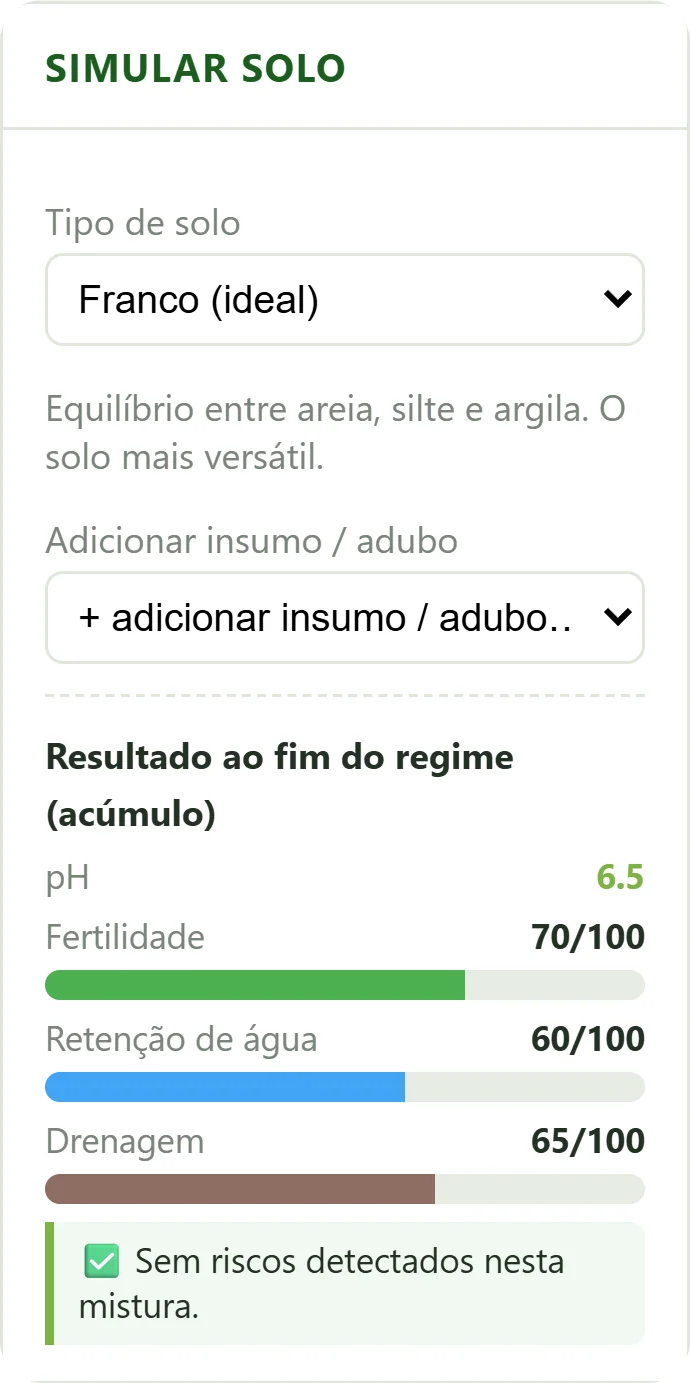 SIMULAR SOLO
Tipo de solo
Franco (ideal)
Equilíbrio entre areia, silte e argila. O
solo mais versátil.
Adicionar insumo / adubo
+ adicionar insumo / adubo..
Resultado ao fim do regime
(acúmulo)
pH 6.5
Fertilidade 70/100
Retenção de água 60/100
Drenagem 65/100
✅ Sem riscos detectados nesta
mistura.